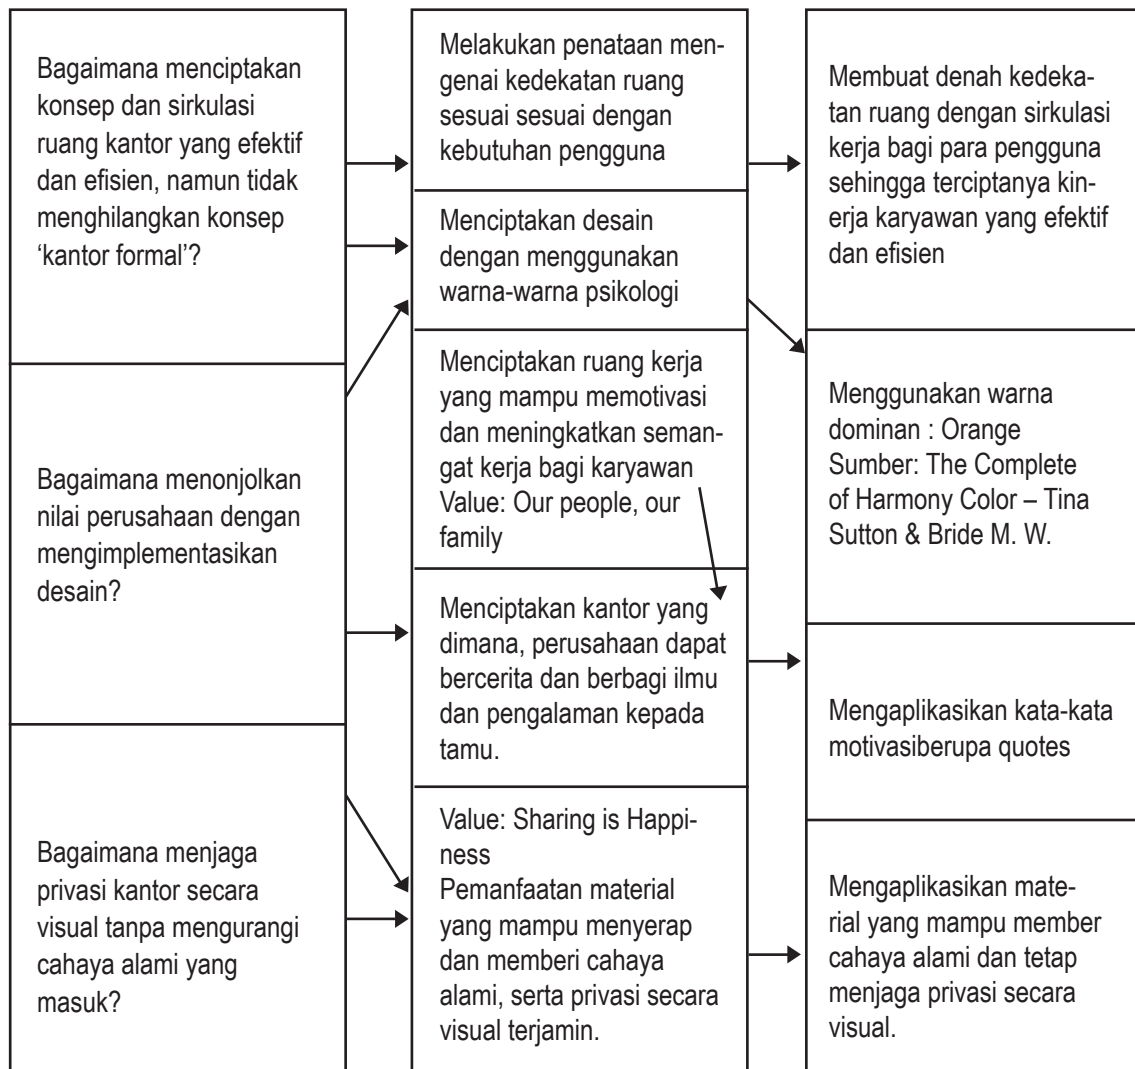 Bagaimana menciptakan
konsep dan sirkulasi
ruang kantor yang efektif
dan efisien, namun tidak
menghilangkan konsep
‘kantor formal’?
Bagaimana menonjolkan
nilai perusahaan dengan
mengimplementasikan
desain?
Bagaimana menjaga
privasi kantor secara
visual tanpa mengurangi
cahaya alami yang
masuk?
Melakukan penataan men-
genai kedekatan ruang
sesuai sesuai dengan
kebutuhan pengguna
Menciptakan desain
dengan menggunakan
warna-warna psikologi
Menciptakan ruang kerja
yang mampu memotivasi
dan meningkatkan seman-
gat kerja bagi karyawan
Value: Our people, our
family
Menciptakan kantor yang
dimana, perusahaan dapat
bercerita dan berbagi ilmu
dan pengalaman kepada
tamu.
Value: Sharing is Happi-
ness
Pemanfaatan material
yang mampu menyerap
dan memberi cahaya
alami, serta privasi secara
visual terjamin.
Membuat denah kedeka-
tan ruang dengan sirkulasi
kerja bagi para pengguna
sehingga terciptanya kin-
erja karyawan yang efektif
dan efisien
Menggunakan warna
dominan : Orange
Sumber: The Complete
of Harmony Color – Tina
Sutton & Bride M. W.
Mengaplikasikan kata-kata
motivasiberupa quotes
Mengaplikasikan mate-
rial yang mampu member
cahaya alami dan tetap
menjaga privasi secara
visual.